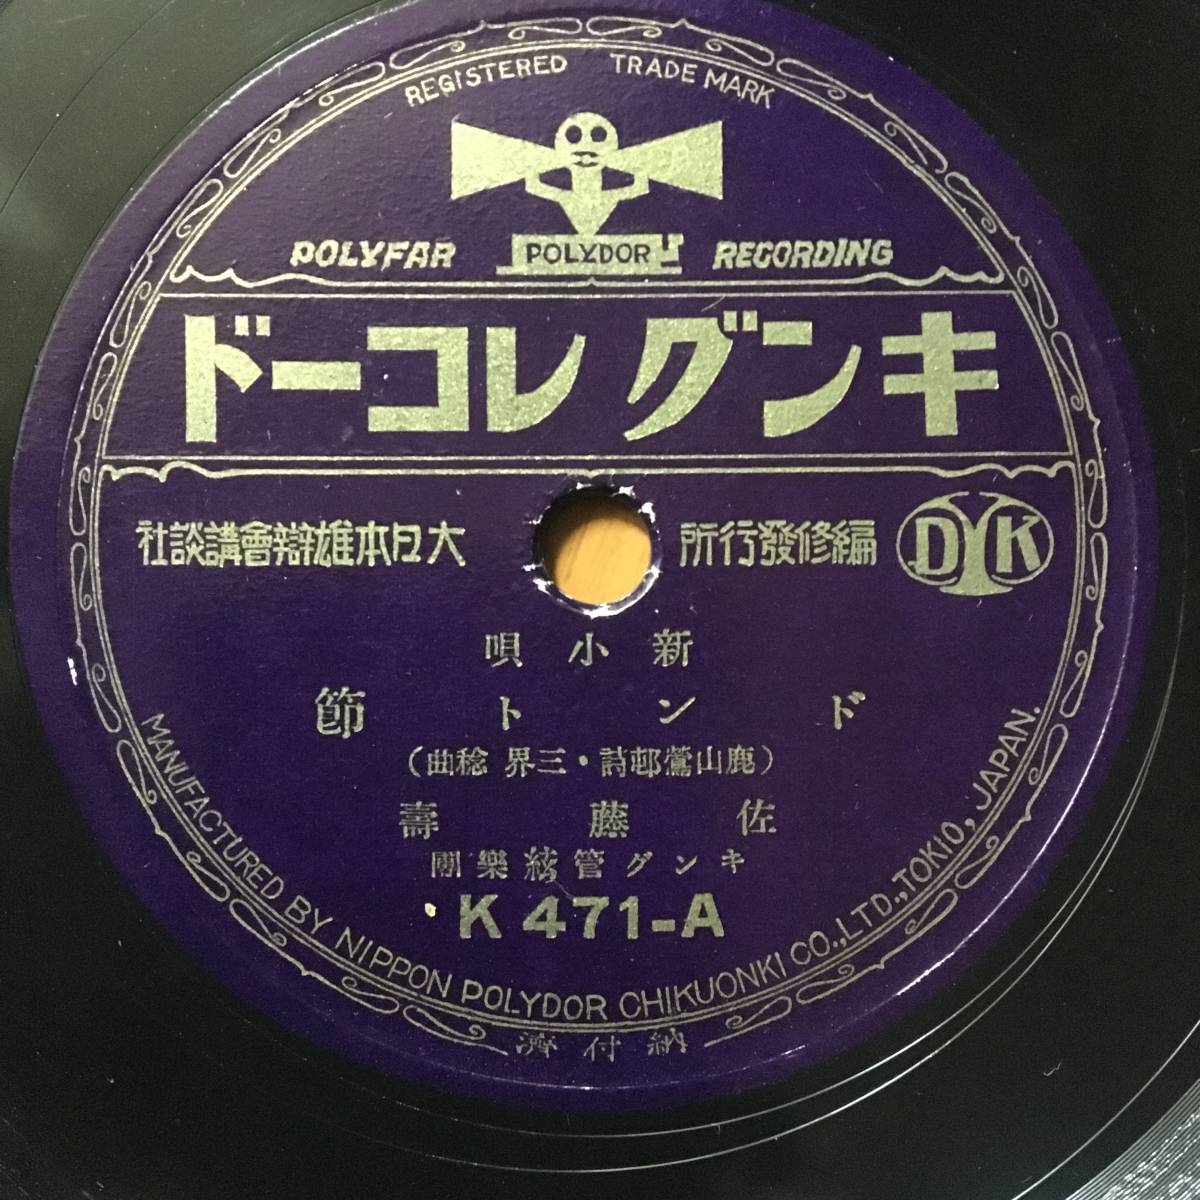 REGISTERED TRADE MARK
POLYFAR POLYDOR RECORDING
キング レコード
DYK 編修發行所 大日本雄辯會講談社
新小唄
ドント節
(鹿山鶯邨詩・三界 稔曲)
佐藤壽
キング管絃樂團
K 471-A
MANUFACTURED BY NIPPON POLYDOR CHIKUONKI CO., LTD., TOKIO, JAPAN.
納付濟